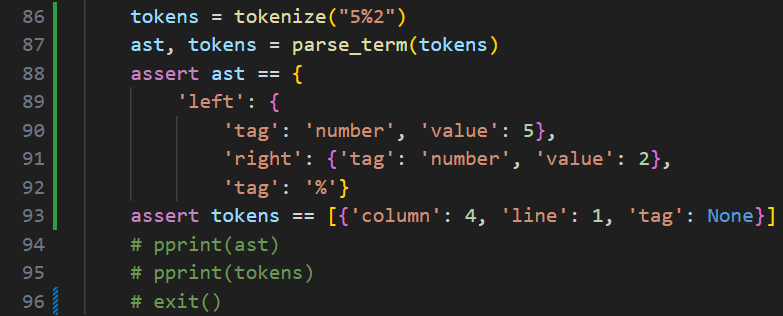 86 tokens = tokenize("5%2")
87 ast, tokens = parse_term(tokens)
88 assert ast == {
89 'left': {
90 'tag': 'number', 'value': 5},
91 'right': {'tag': 'number', 'value': 2},
92 'tag': '%'}
93 assert tokens == [{'column': 4, 'line': 1, 'tag': None}]
94 # pprint(ast)
95 # pprint(tokens)
96 # exit()